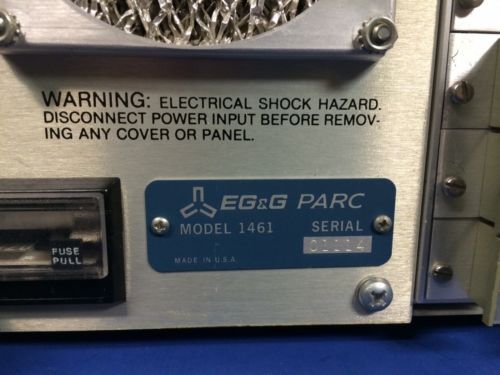 WARNING: ELECTRICAL SHOCK HAZARD.
DISCONNECT POWER INPUT BEFORE REMOV-
ING ANY COVER OR PANEL.
EG&G PARC
MODEL 1461 SERIAL
01114
MADE IN U.S.A.
FUSE
PULL